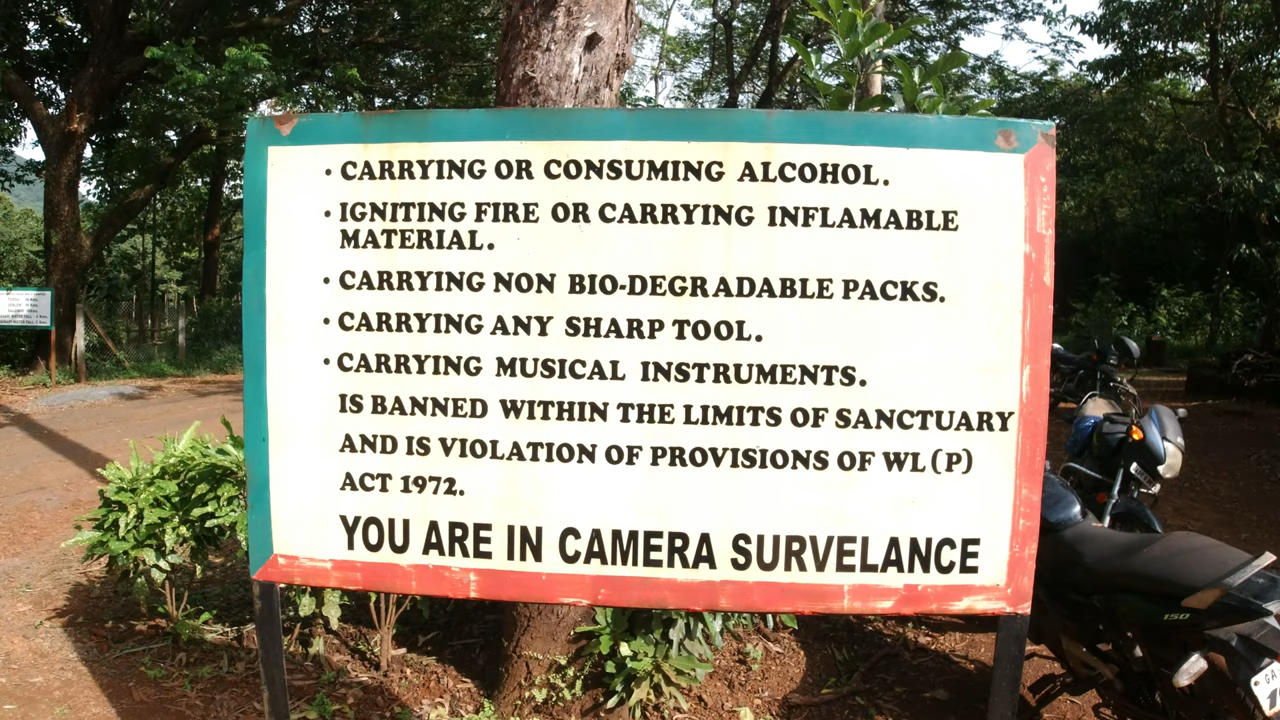 • CARRYING OR CONSUMING ALCOHOL.
• IGNITING FIRE OR CARRYING INFLAMABLE
MATERIAL.
• CARRYING NON BIO-DEGRADABLE PACKS.
• CARRYING ANY SHARP TOOL.
• CARRYING MUSICAL INSTRUMENTS.
IS BANNED WITHIN THE LIMITS OF SANCTUARY
AND IS VIOLATION OF PROVISIONS OF WL (P)
ACT 1972.
YOU ARE IN CAMERA SURVELANCE
150
GA